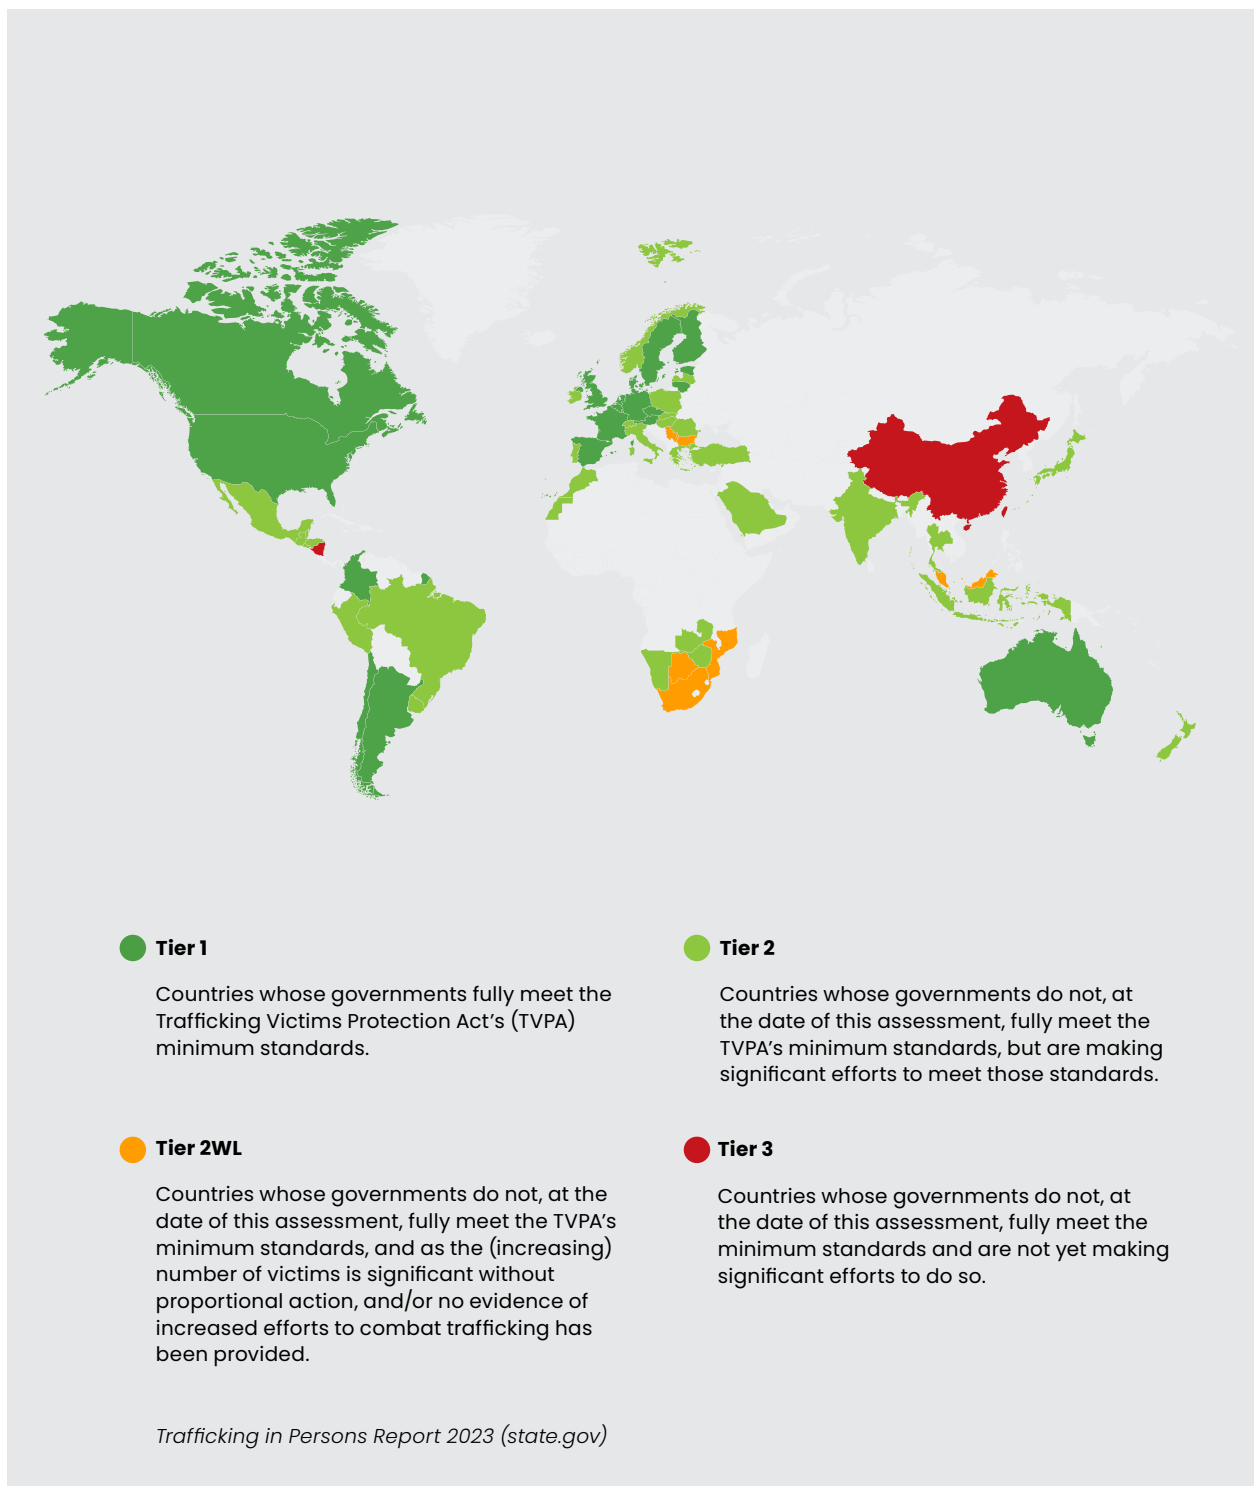 Tier 1
Countries whose governments fully meet the
Trafficking Victims Protection Act’s (TVPA)
minimum standards.
Tier 2
Countries whose governments do not, at
the date of this assessment, fully meet the
TVPA’s minimum standards, but are making
significant efforts to meet those standards.
Tier 2WL
Countries whose governments do not, at the
date of this assessment, fully meet the TVPA’s
minimum standards, and as the (increasing)
number of victims is significant without
proportional action, and/or no evidence of
increased efforts to combat trafficking has
been provided.
Tier 3
Countries whose governments do not, at
the date of this assessment, fully meet the
minimum standards and are not yet making
significant efforts to do so.
Trafficking in Persons Report 2023 (state.gov)